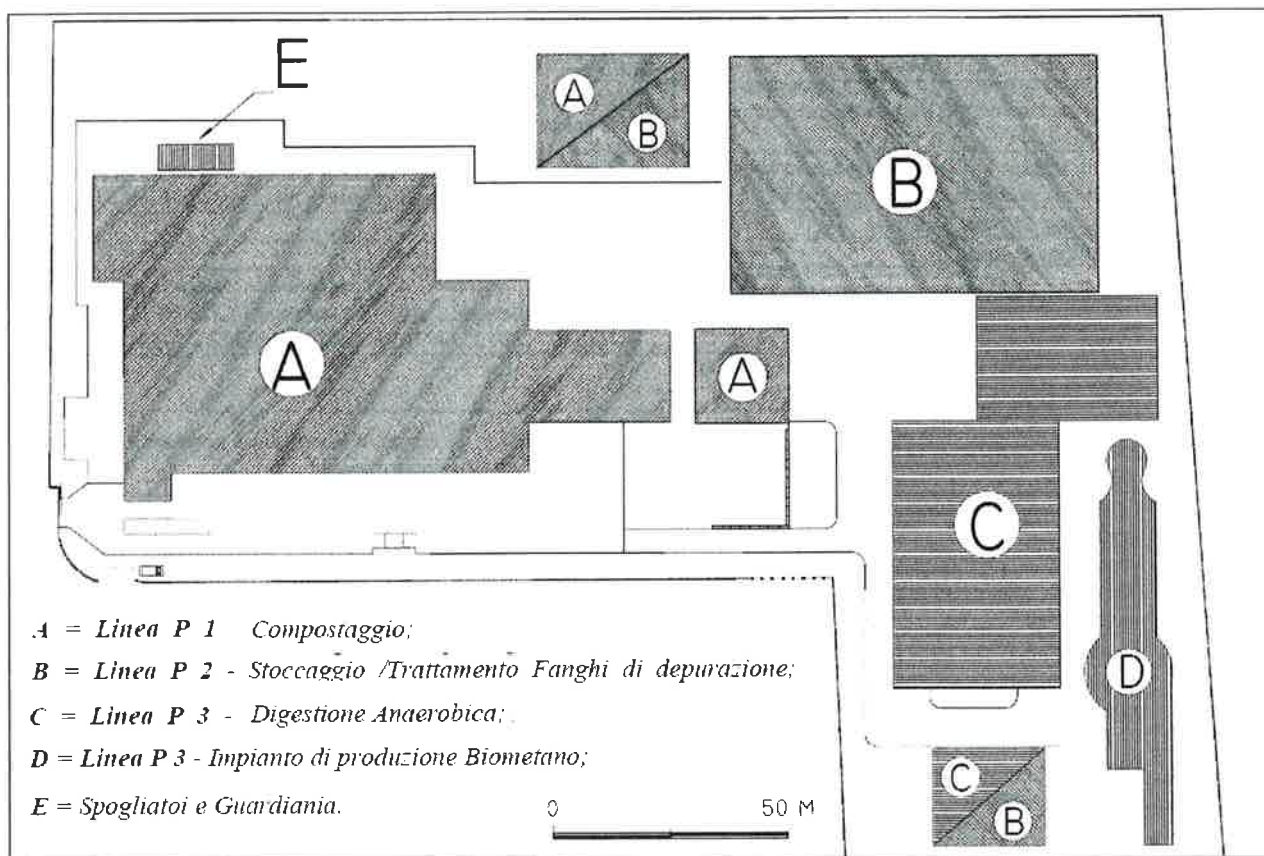 E
A
B
B
A
A
C
D
A = Linea P 1 Compostaggio;
B = Linea P 2 - Stoccaggio /Trattamento Fanghi di depurazione;
C = Linea P 3 - Digestione Anaerobica;
D = Linea P 3 - Impianto di produzione Biometano;
E = Spogliatoi e Guardiania.
0 50 M
C
B